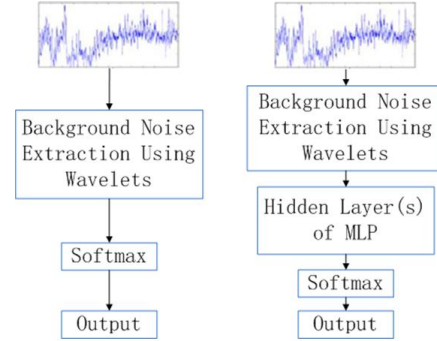 Background Noise
Extraction Using
Wavelets
Softmax
Output
Background Noise
Extraction Using
Wavelets
Hidden Layer(s)
of MLP
Softmax
Output